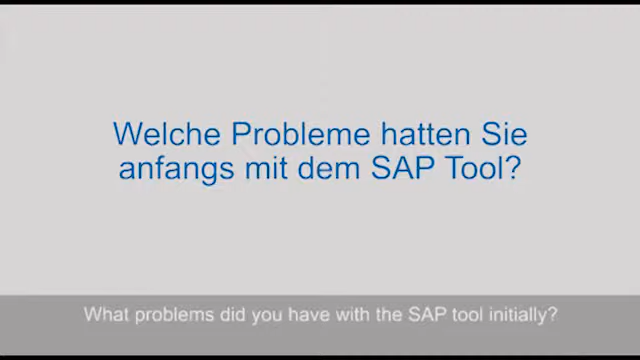 Welche Probleme hatten Sie
anfangs mit dem SAP Tool?
What problems did you have with the SAP tool initially?